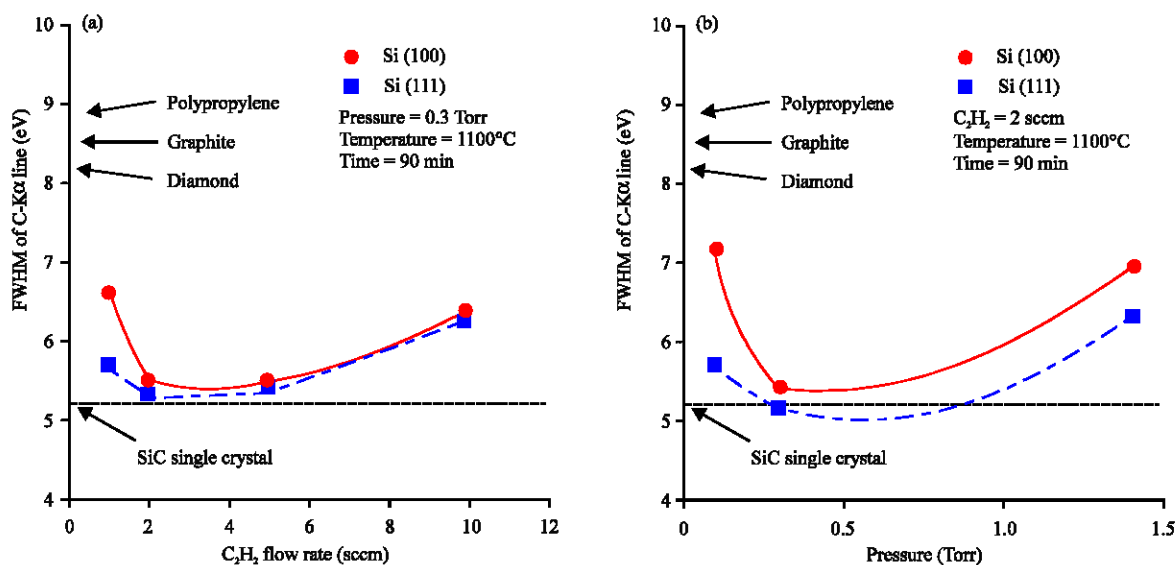 (a)
Si (100)
Si (111)
Pressure = 0.3 Torr
Temperature = 1100°C
Time = 90 min
Polypropylene
Graphite
Diamond
SiC single crystal
FWHM of C-Kα line (eV)
10
9
8
7
6
5
4
0 2 4 6 8 10 12
C₂H₂ flow rate (sccm)
(b)
Si (100)
Si (111)
C₂H₂ = 2 sccm
Temperature = 1100°C
Time = 90 min
Polypropylene
Graphite
Diamond
SiC single crystal
FWHM of C-Kα line (eV)
10
9
8
7
6
5
4
0 0.5 1.0 1.5
Pressure (Torr)